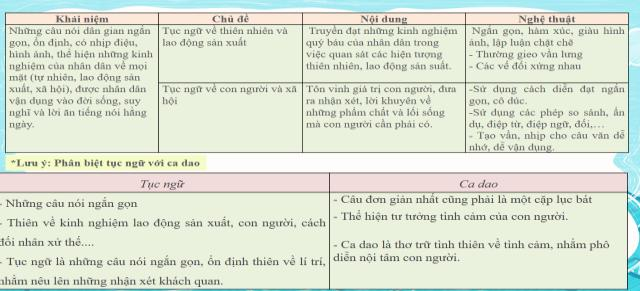 Khái niệm
Chủ đề
Nội dung
Nghệ thuật
Những câu nói dân gian ngắn
gọn, ổn định, có nhịp điệu,
hình ảnh, thể hiện những kinh
nghiệm của nhân dân về mọi
mặt (tự nhiên, lao động sản
xuất, xã hội), được nhân dân
vận dụng vào đời sống, suy
nghĩ và lời ăn tiếng nói hằng
ngày.
Tục ngữ về thiên nhiên và
lao động sản xuất
Truyền đạt những kinh nghiệm
quý báu của nhân dân trong
việc quan sát các hiện tượng
thiên nhiên, lao động sản suất.
Ngắn gọn, hàm xúc, giàu hình
ảnh, lập luận chặt chẽ
- Thường gieo vần lưng
- Các vế đối xứng nhau
Tục ngữ về con người và xã
hội
Tôn vinh giá trị con người, đưa
ra nhận xét, lời khuyên về
những phẩm chất và lối sống
mà con người cần phải có.
-Sử dụng cách diễn đạt ngắn
gọn, cô đúc.
-Sử dụng các phép so sánh, ẩn
dụ, điệp từ, điệp ngữ, đối,...
- Tạo vần, nhịp cho câu văn dễ
nhớ, dễ vận dụng.
*Lưu ý: Phân biệt tục ngữ với ca dao
Tục ngữ
Ca dao
- Những câu nói ngắn gọn
- Thiên về kinh nghiệm lao động sản xuất, con người, cách
đối nhân xử thế....
- Tục ngữ là những câu nói ngắn gọn, ổn định thiên về lí trí,
nhằm nêu lên những nhận xét khách quan.
- Câu đơn giản nhất cũng phải là một cặp lục bát
- Thể hiện tư tưởng tình cảm của con người.
- Ca dao là thơ trữ tình thiên về tình cảm, nhằm phô
diễn nội tâm con người.